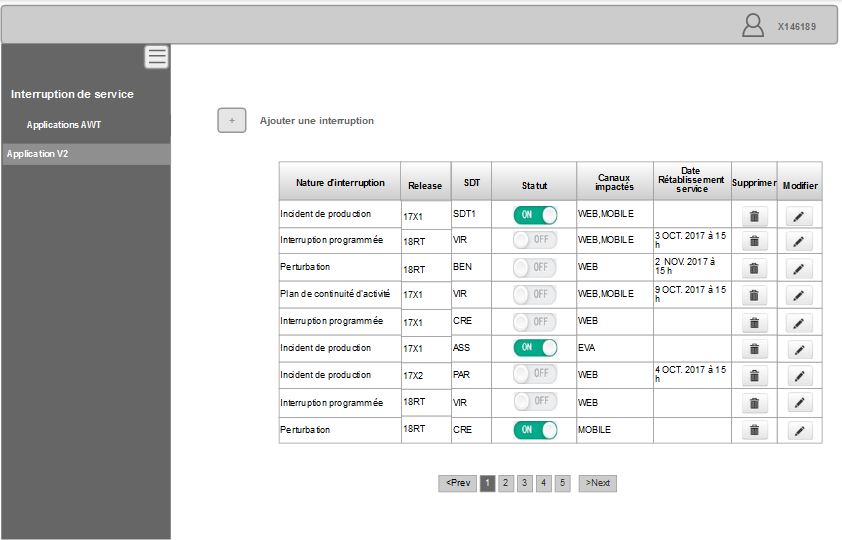 X146189
Interruption de service
Applications AWT
Application V2
+ Ajouter une interruption
Nature d'interruption Release SDT Statut Canaux impactés Date Rétablissement service Supprimer Modifier
Incident de production 17X1 SDT1 ON WEB,MOBILE
Interruption programmée 18RT VIR OFF WEB,MOBILE 3 OCT. 2017 à 15 h
Perturbation 18RT BEN OFF WEB 2 NOV. 2017 à 15 h
Plan de continuité d'activité 17X1 VIR OFF WEB,MOBILE 9 OCT. 2017 à 15 h
Interruption programmée 17X1 CRE OFF WEB
Incident de production 17X1 ASS ON EVA
Incident de production 17X2 PAR OFF WEB 4 OCT. 2017 à 15 h
Interruption programmée 18RT VIR OFF WEB
Perturbation 18RT CRE ON MOBILE
<Prev 1 2 3 4 5 >Next